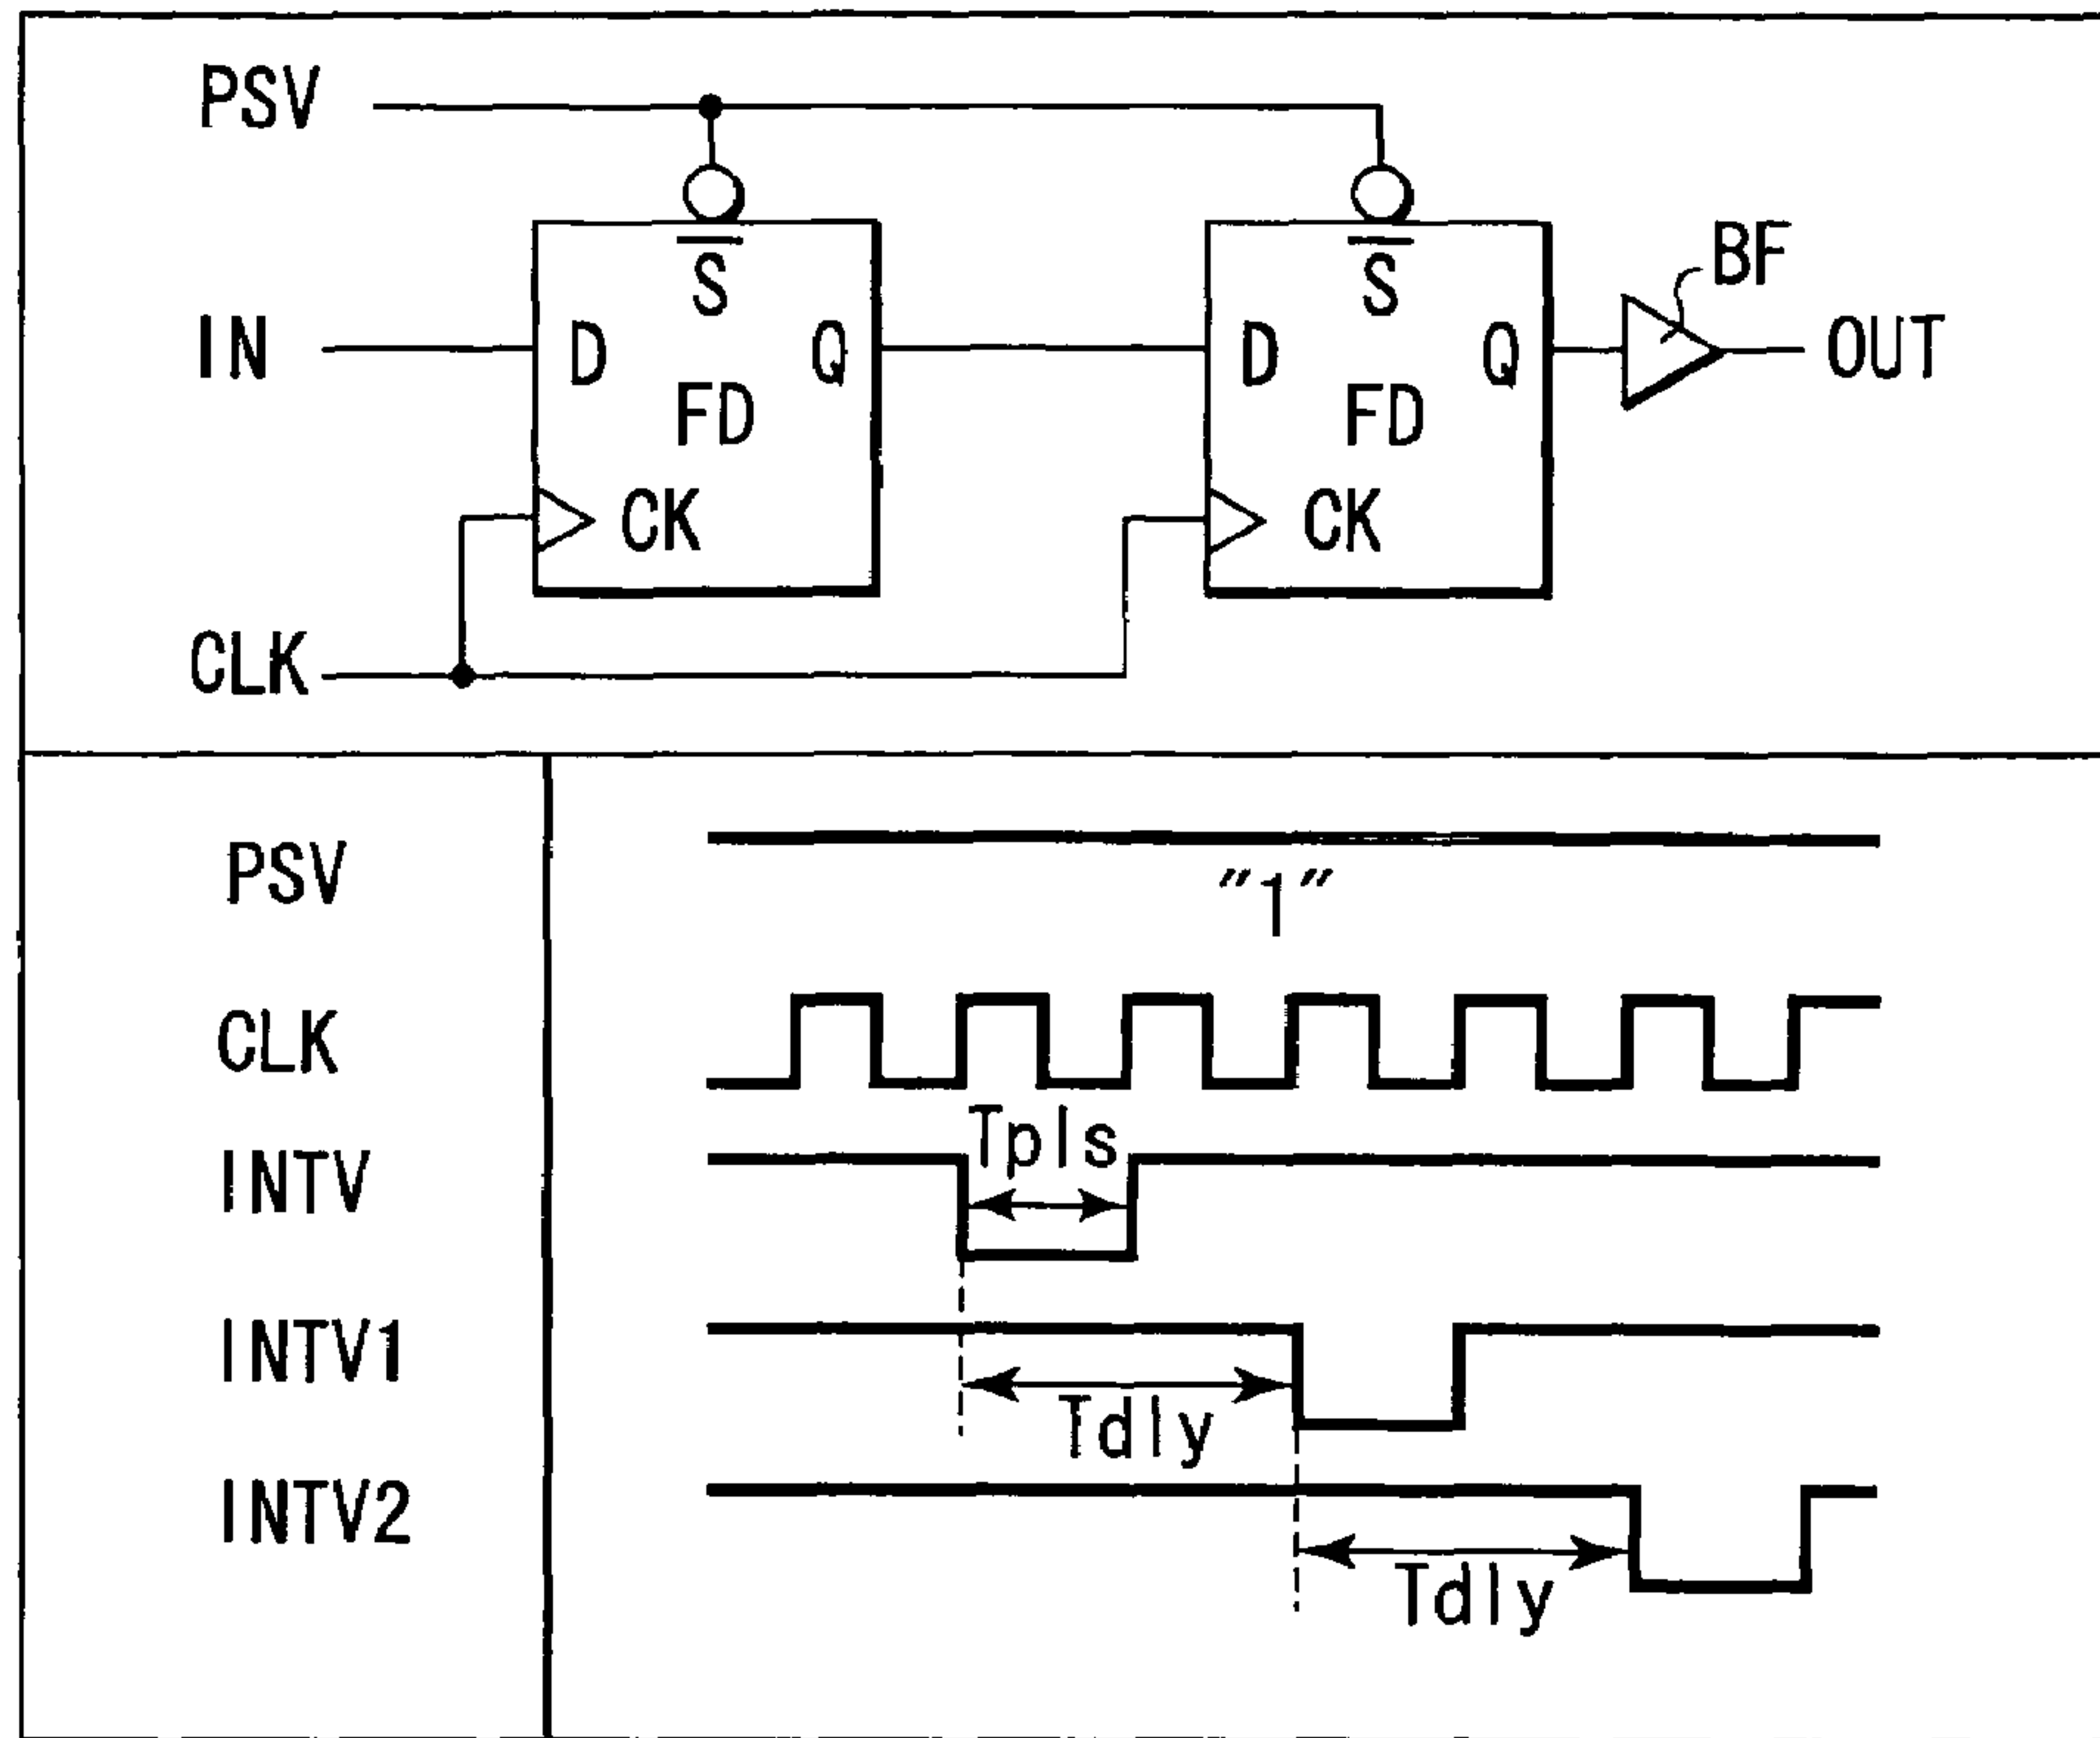 PSV
S
S
BF
IN
D
Q
D
Q
OUT
FD
FD
CK
CK
CLK
PSV
"1"
CLK
Tpls
INTV
INTV1
Tdly
INTV2
Tdly